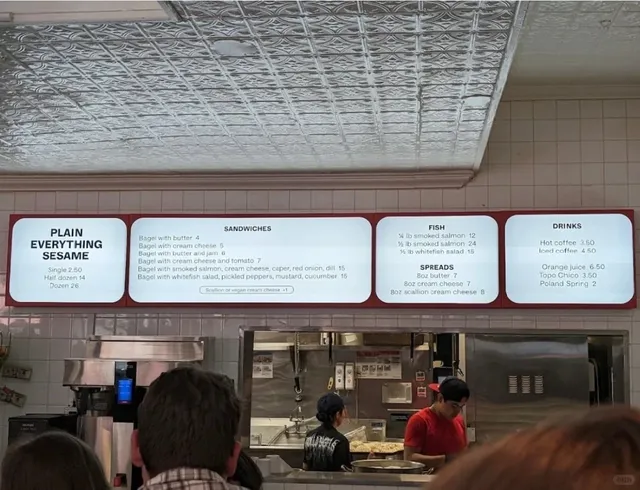 PLAIN
EVERYTHING
SESAME
Single 2.50
Half dozen 14
Dozen 26
SANDWICHES
Bagel with butter 4
Bagel with cream cheese 5
Bagel with butter and jam 6
Bagel with cream cheese and tomato 7
Bagel with smoked salmon, cream cheese, caper, red onion, dill 15
Bagel with whitefish salad, pickled peppers, mustard, cucumber 15
Scallion or vegan cream cheese +1
FISH
¼ lb smoked salmon 12
½ lb smoked salmon 24
lb whitefish salad 15
SPREADS
8oz butter 7
8oz cream cheese 7
8oz scallion cream cheese 8
DRINKS
Hot coffee 3.50
Iced coffee 4.50
Orange juice 6.50
Topo Chico 3.50
Poland Spring 2